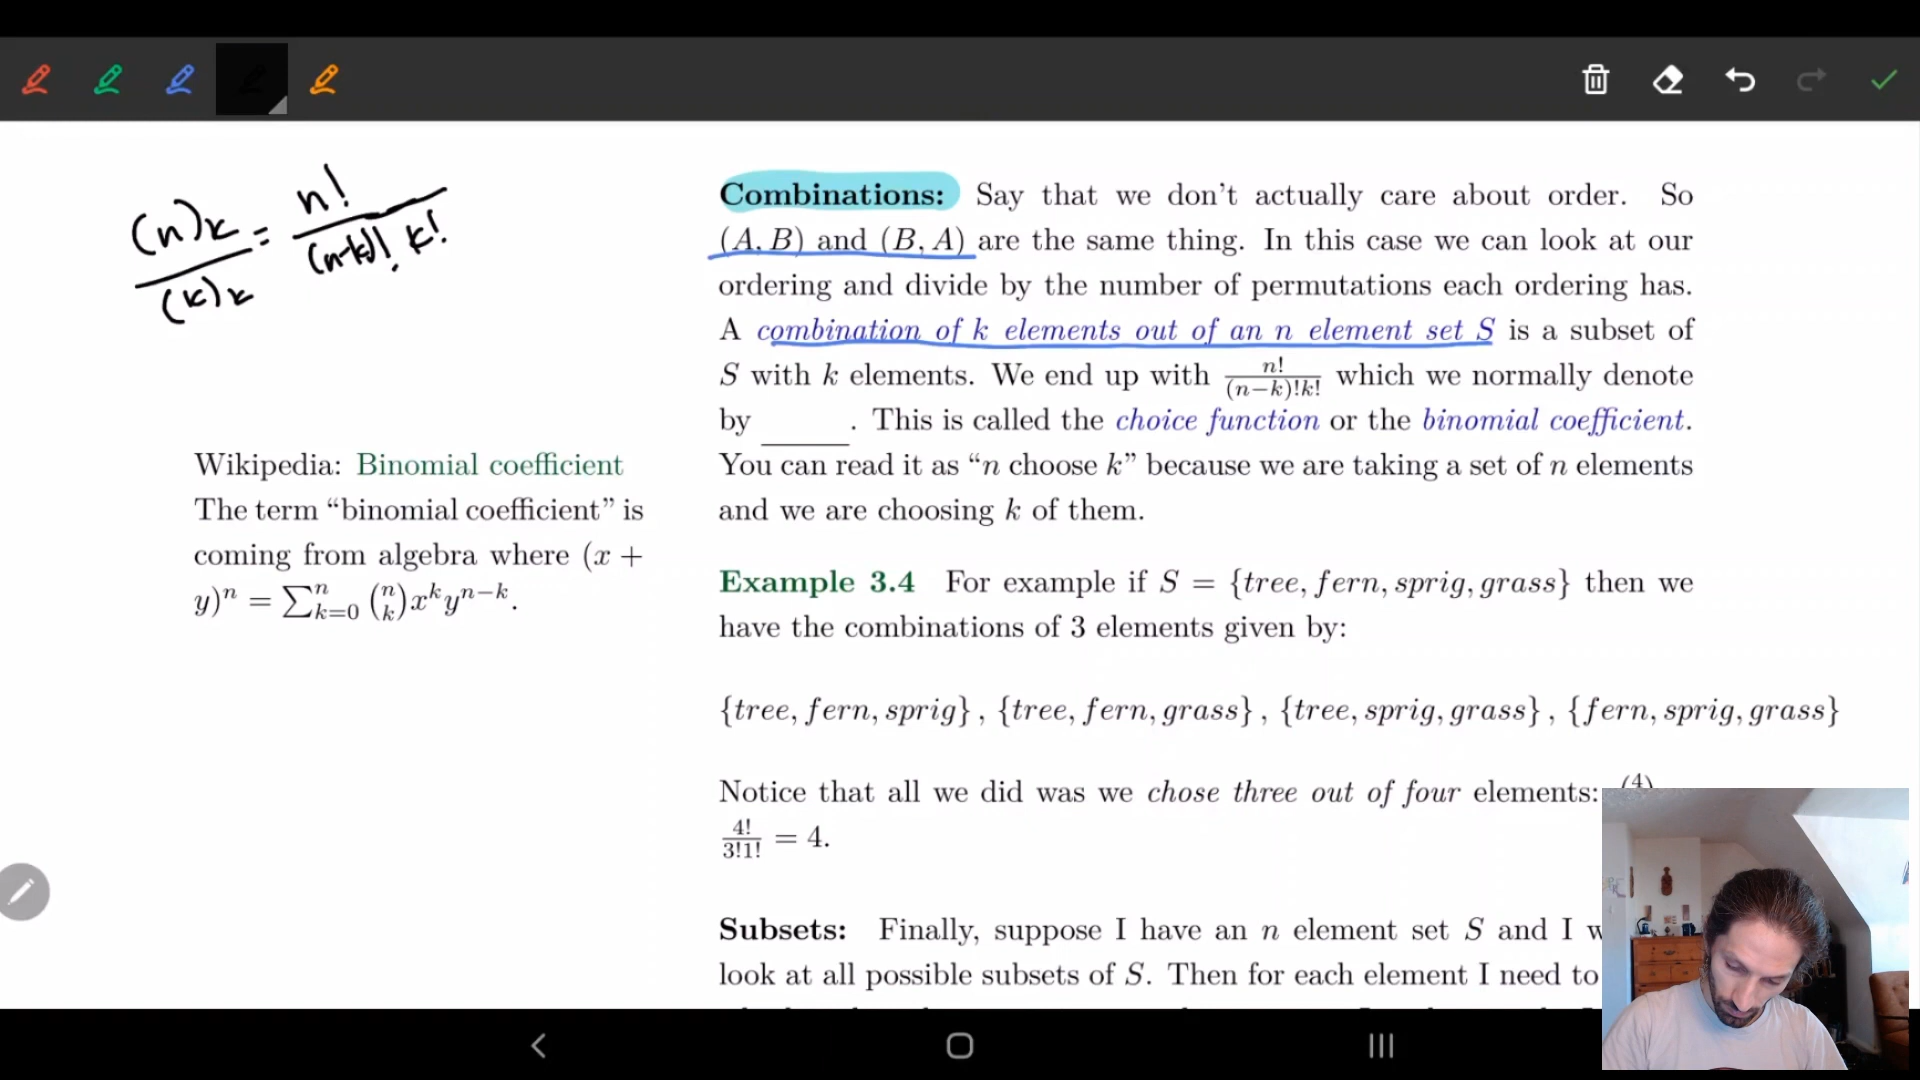 (n)k = n!
(k)k (n-k)! . k!
Combinations: Say that we don't actually care about order. So
(A, B) and (B, A) are the same thing. In this case we can look at our
ordering and divide by the number of permutations each ordering has.
A combination of k elements out of an n element set S is a subset of
S with k elements. We end up with n!/(n−k)!k! which we normally denote
by ______. This is called the choice function or the binomial coefficient.
You can read it as “n choose k” because we are taking a set of n elements
and we are choosing k of them.
Wikipedia: Binomial coefficient
The term “binomial coefficient” is
coming from algebra where (x +
y)ⁿ = ∑ⁿₖ₌₀ (n k) xᵏyⁿ⁻ᵏ.
Example 3.4 For example if S = {tree, fern, sprig, grass} then we
have the combinations of 3 elements given by:
{tree, fern, sprig} , {tree, fern, grass} , {tree, sprig, grass} , {fern, sprig, grass}
Notice that all we did was we chose three out of four elements: (4)
4!/3!1! = 4.
Subsets: Finally, suppose I have an n element set S and I
look at all possible subsets of S. Then for each element I need to